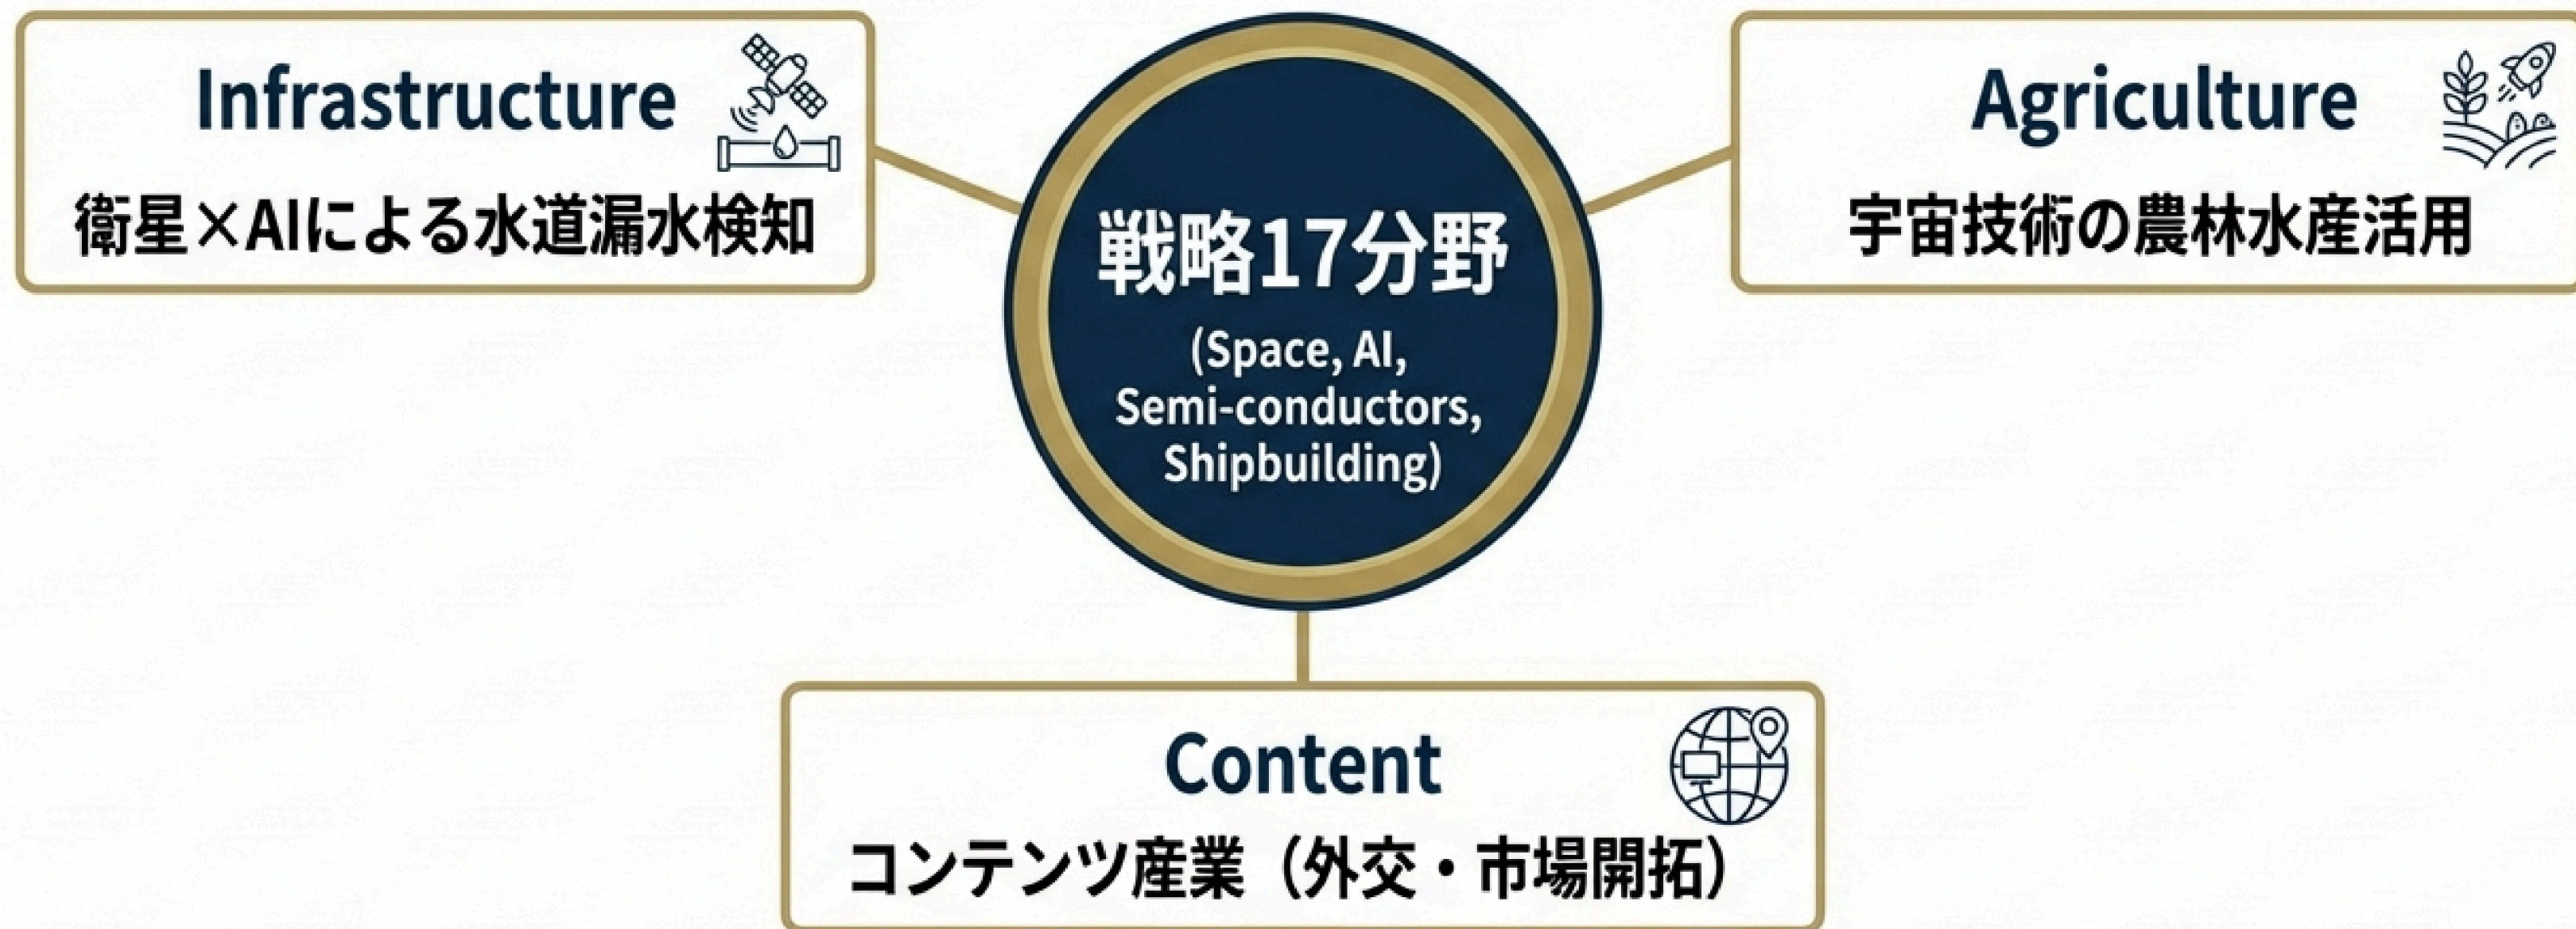 Infrastructure
衛星×AIによる水道漏水検知
戦略17分野
(Space, AI,
Semi-conductors,
Shipbuilding)
Agriculture
宇宙技術の農林水産活用
Content
コンテンツ産業（外交・市場開拓）